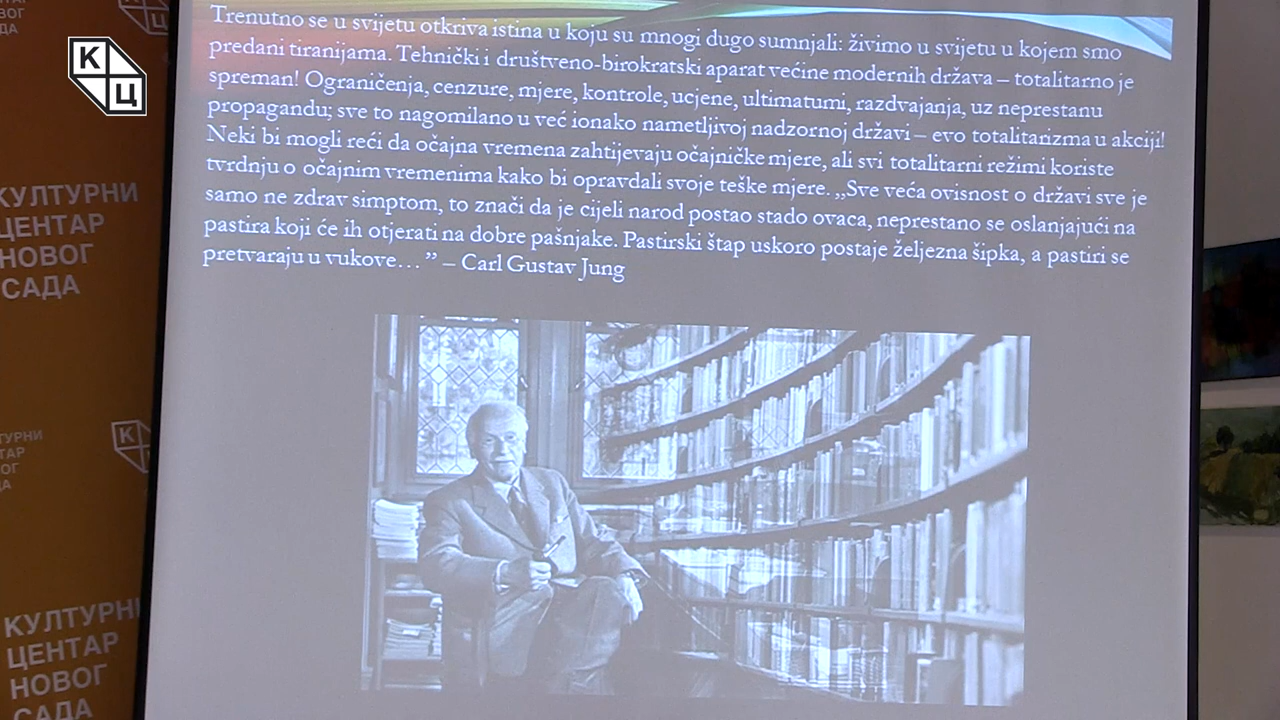 ЦЕНТАР
НОВОГ
САДА
К
Ц
КУЛТУРНИ
ЦЕНТАР
НОВОГ
САДА
К
КУЛТУРНИ
ЦЕНТАР
НОВОГ
САДА
Trenutno se u svijetu otkriva istina u koju su mnogi dugo sumnjali: živimo u svijetu u kojem smo
predani tiranijama. Tehnički i društveno-birokratski aparat većine modernih država – totalitarno je
spreman! Ograničenja, cenzure, mjere, kontrole, ucjene, ultimatumi, razdvajanja, uz neprestanu
propagandu; sve to nagomilano u već ionako nametljivoj nadzornoj državi – evo totalitarizma u akciji!
Neki bi mogli reći da očajna vremena zahtijevaju očajničke mjere, ali svi totalitarni režimi koriste
tvrdnju o očajnim vremenima kako bi opravdali svoje teške mjere. „Sve veća ovisnost o državi sve je
samo ne zdrav simptom, to znači da je cijeli narod postao stado ovaca, neprestano se oslanjajući na
pastira koji će ih otjerati na dobre pašnjake. Pastirski štap uskoro postaje željezna šipka, a pastiri se
pretvaraju u vukove… ” – Carl Gustav Jung